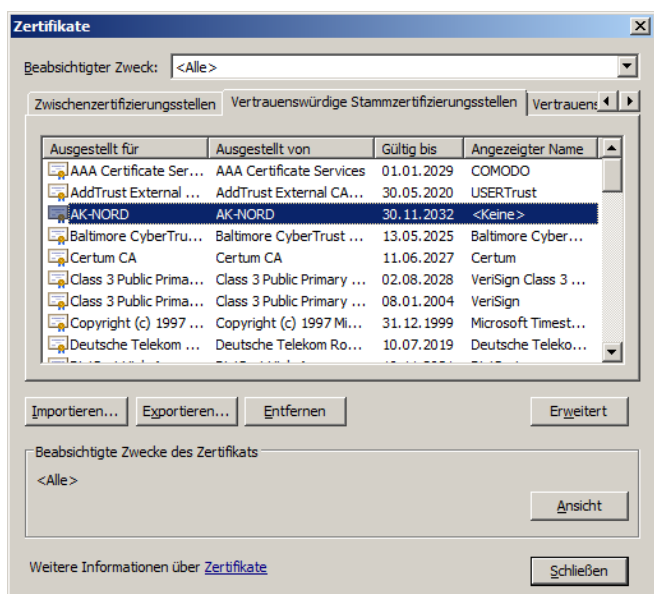 Zertifikate
Beabsichtigter Zweck: <Alle>
Zwischenzertifizierungsstellen Vertrauenswürdige Stammzertifizierungsstellen Vertrauens
Ausgestellt für Ausgestellt von Gültig bis Angezeigter Name
AAA Certificate Ser... AAA Certificate Services 01.01.2029 COMODO
AddTrust External ... AddTrust External CA... 30.05.2020 USERTrust
AK-NORD AK-NORD 30.11.2032 <Keine>
Baltimore CyberTru... Baltimore CyberTrust ... 13.05.2025 Baltimore Cyber...
Certum CA Certum CA 11.06.2027 Certum
Class 3 Public Prima... Class 3 Public Primary ... 02.08.2028 VeriSign Class 3 ...
Class 3 Public Prima... Class 3 Public Primary ... 08.01.2004 VeriSign
Copyright (c) 1997 ... Copyright (c) 1997 Mi... 31.12.1999 Microsoft Timest...
Deutsche Telekom ... Deutsche Telekom Ro... 10.07.2019 Deutsche Teleko...
Importieren... Exportieren... Entfernen Erweitert
Beabsichtigte Zwecke des Zertifikats
<Alle>
Ansicht
Weitere Informationen über Zertifikate
Schließen